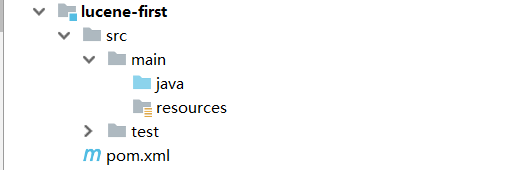 lucene-first
src
main
java
resources
test
m pom.xml